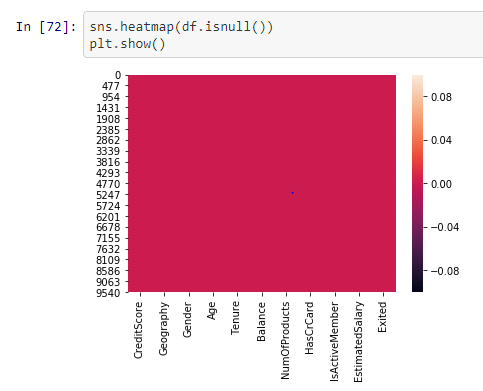 In [72]: sns.heatmap(df.isnull())
plt.show()
0
477
954
1431
1908
2385
2862
3339
3816
4293
4770
5247
5724
6201
6678
7155
7632
8109
8586
9063
9540
0.08
0.04
0.00
−0.04
−0.08
CreditScore
Geography
Gender
Age
Tenure
Balance
NumOfProducts
HasCrCard
IsActiveMember
EstimatedSalary
Exited